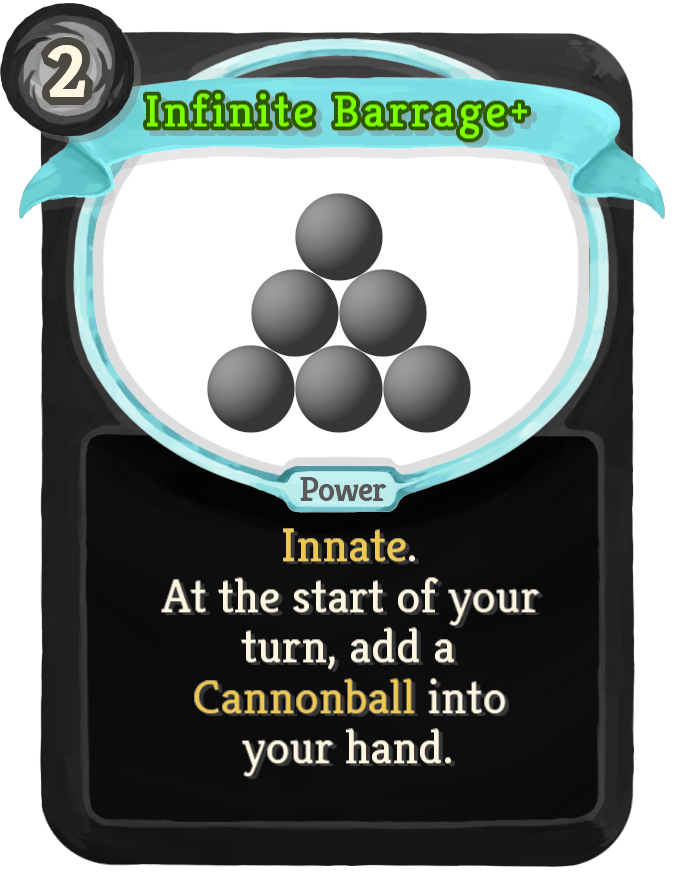 2
Infinite Barrage+
Power
Innate.
At the start of your
turn, add a
Cannonball into
your hand.